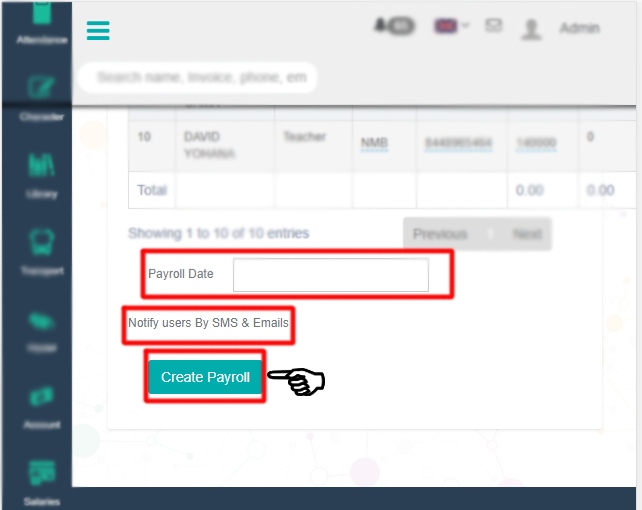 Attendance
Admin
Search name, Invoice, phone, em
Character
10 DAVID YOHANA Teacher NMB 140000 0
Library
Total 0.00 0.00
Showing 1 to 10 of 10 entries
Previous 1 Next
Transport
Payroll Date
Notify users By SMS & Emails
Hostel
Create Payroll
Account
Salaries